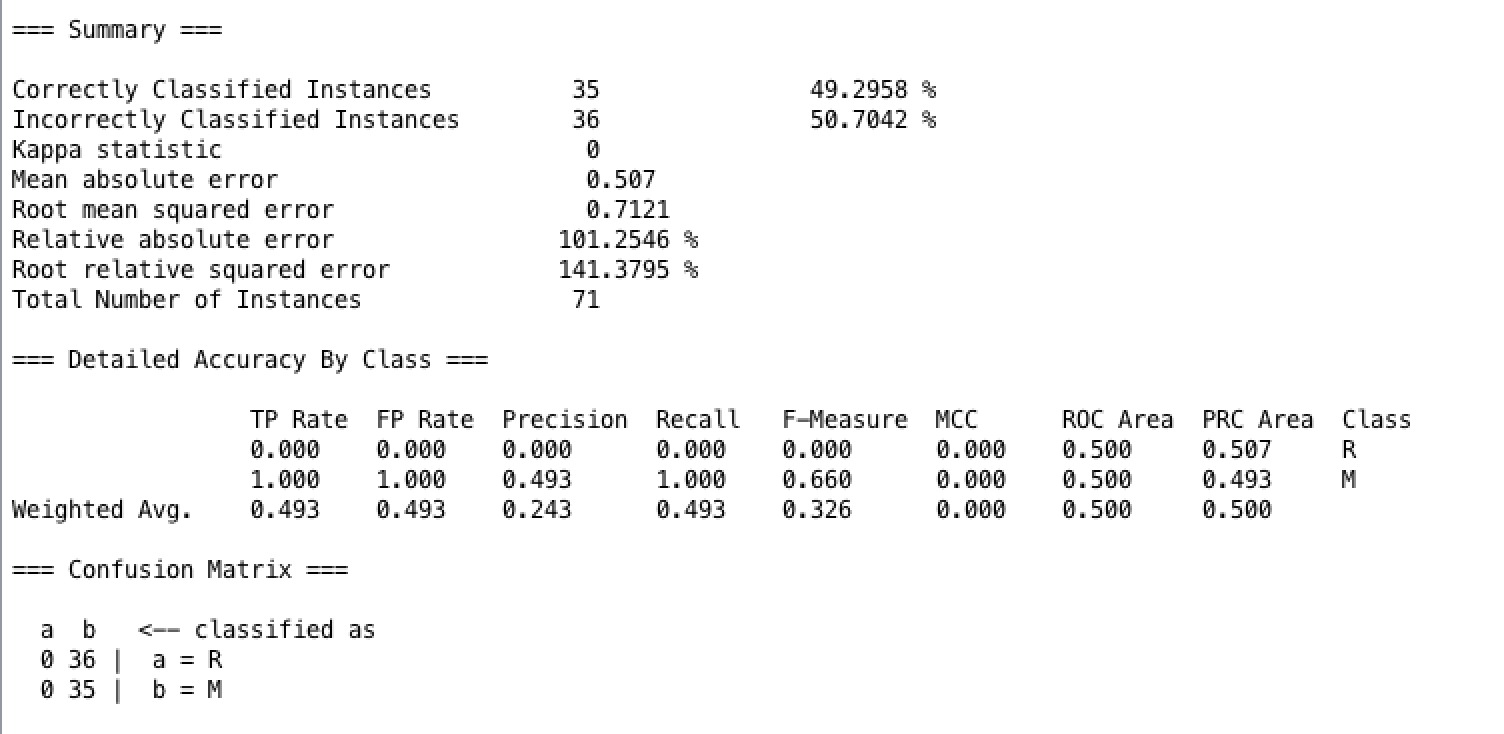 === Summary ===
Correctly Classified Instances 35 49.2958 %
Incorrectly Classified Instances 36 50.7042 %
Kappa statistic 0
Mean absolute error 0.507
Root mean squared error 0.7121
Relative absolute error 101.2546 %
Root relative squared error 141.3795 %
Total Number of Instances 71
=== Detailed Accuracy By Class ===
TP Rate FP Rate Precision Recall F-Measure MCC ROC Area PRC Area Class
0.000 0.000 0.000 0.000 0.000 0.000 0.500 0.507 R
1.000 1.000 0.493 1.000 0.660 0.000 0.500 0.493 M
Weighted Avg. 0.493 0.493 0.243 0.493 0.326 0.000 0.500 0.500
=== Confusion Matrix ===
a b <-- classified as
0 36 | a = R
0 35 | b = M